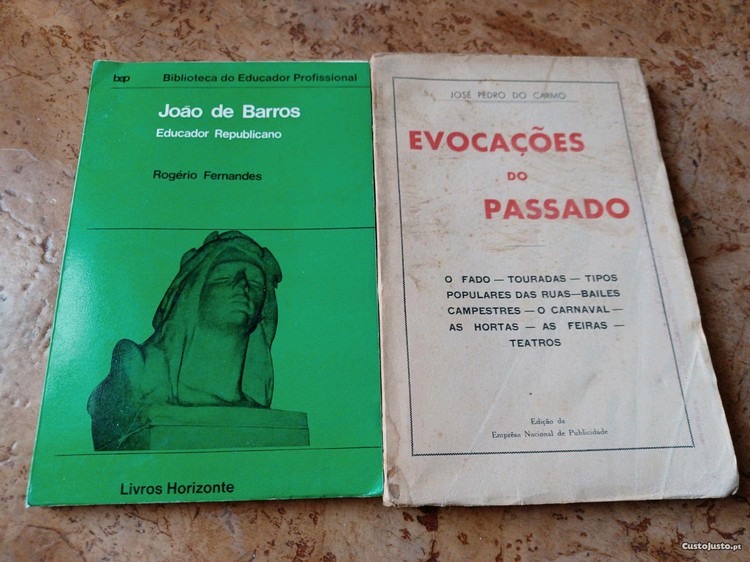 bep Biblioteca do Educador Profissional
João de Barros
Educador Republicano
Rogério Fernandes
Livros Horizonte
JOSÉ PEDRO DO CARMO
EVOCAÇÕES
DO
PASSADO
O FADO — TOURADAS — TIPOS
POPULARES DAS RUAS — BAILES
CAMPESTRES — O CARNAVAL —
AS HORTAS — AS FEIRAS —
TEATROS
Edição da
Emprêsa Nacional de Publicidade
CustoJusto.pt